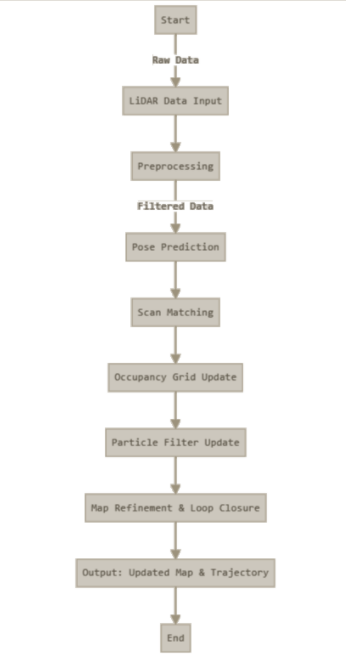 Start
Raw Data
LiDAR Data Input
Preprocessing
Filtered Data
Pose Prediction
Scan Matching
Occupancy Grid Update
Particle Filter Update
Map Refinement & Loop Closure
Output: Updated Map & Trajectory
End